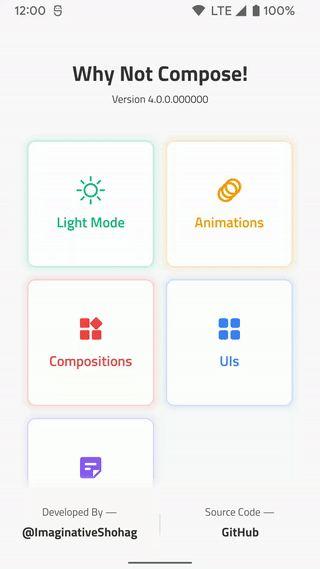 12:00 LTE 100%
Why Not Compose!
Version 4.0.0.000000
Light Mode
Animations
Compositions
UIs
Developed By —
@ImaginativeShohag
Source Code —
GitHub